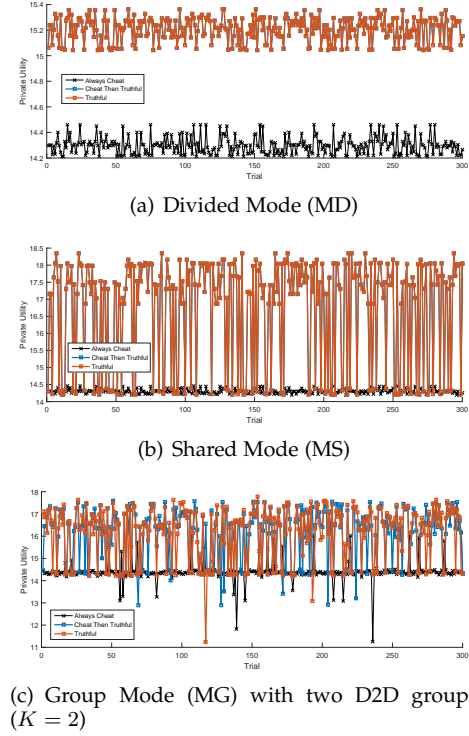 15.4
15.2
15
14.8
14.6
14.4
14.2
Private Utility
Always Cheat
Cheat Then Truthful
Truthful
0 50 100 150 200 250 300
Trial
(a) Divided Mode (MD)
18.5
18
17.5
17
16.5
16
15.5
15
14.5
14
Private Utility
Always Cheat
Cheat Then Truthful
Truthful
0 50 100 150 200 250 300
Trial
(b) Shared Mode (MS)
18
17
16
15
14
13
12
11
Private Utility
Always Cheat
Cheat Then Truthful
Truthful
0 50 100 150 200 250 300
Trial
(c) Group Mode (MG) with two D2D group
(K = 2)